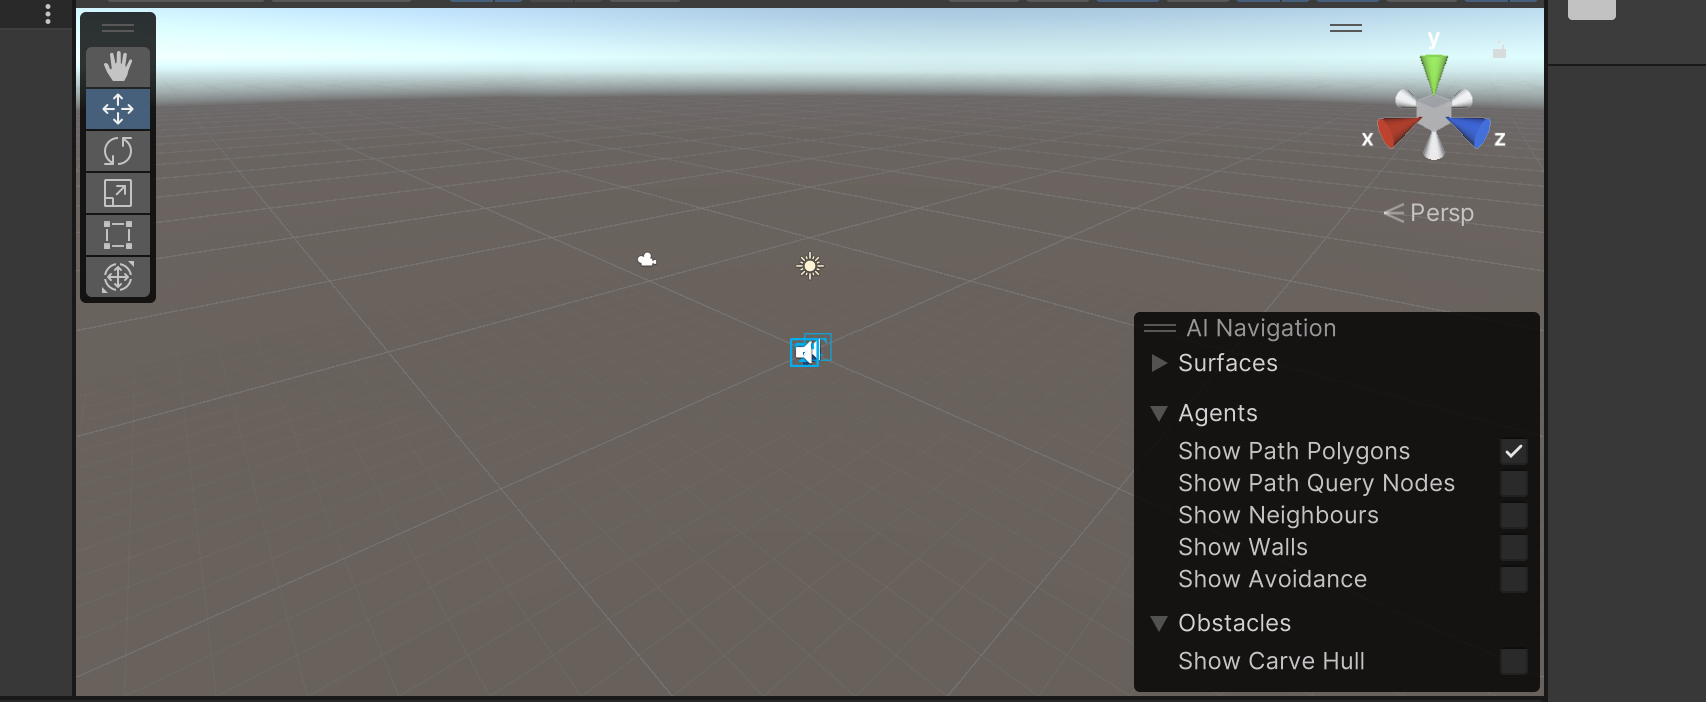 y
x
z
Persp
AI Navigation
Surfaces
Agents
Show Path Polygons
Show Path Query Nodes
Show Neighbours
Show Walls
Show Avoidance
Obstacles
Show Carve Hull